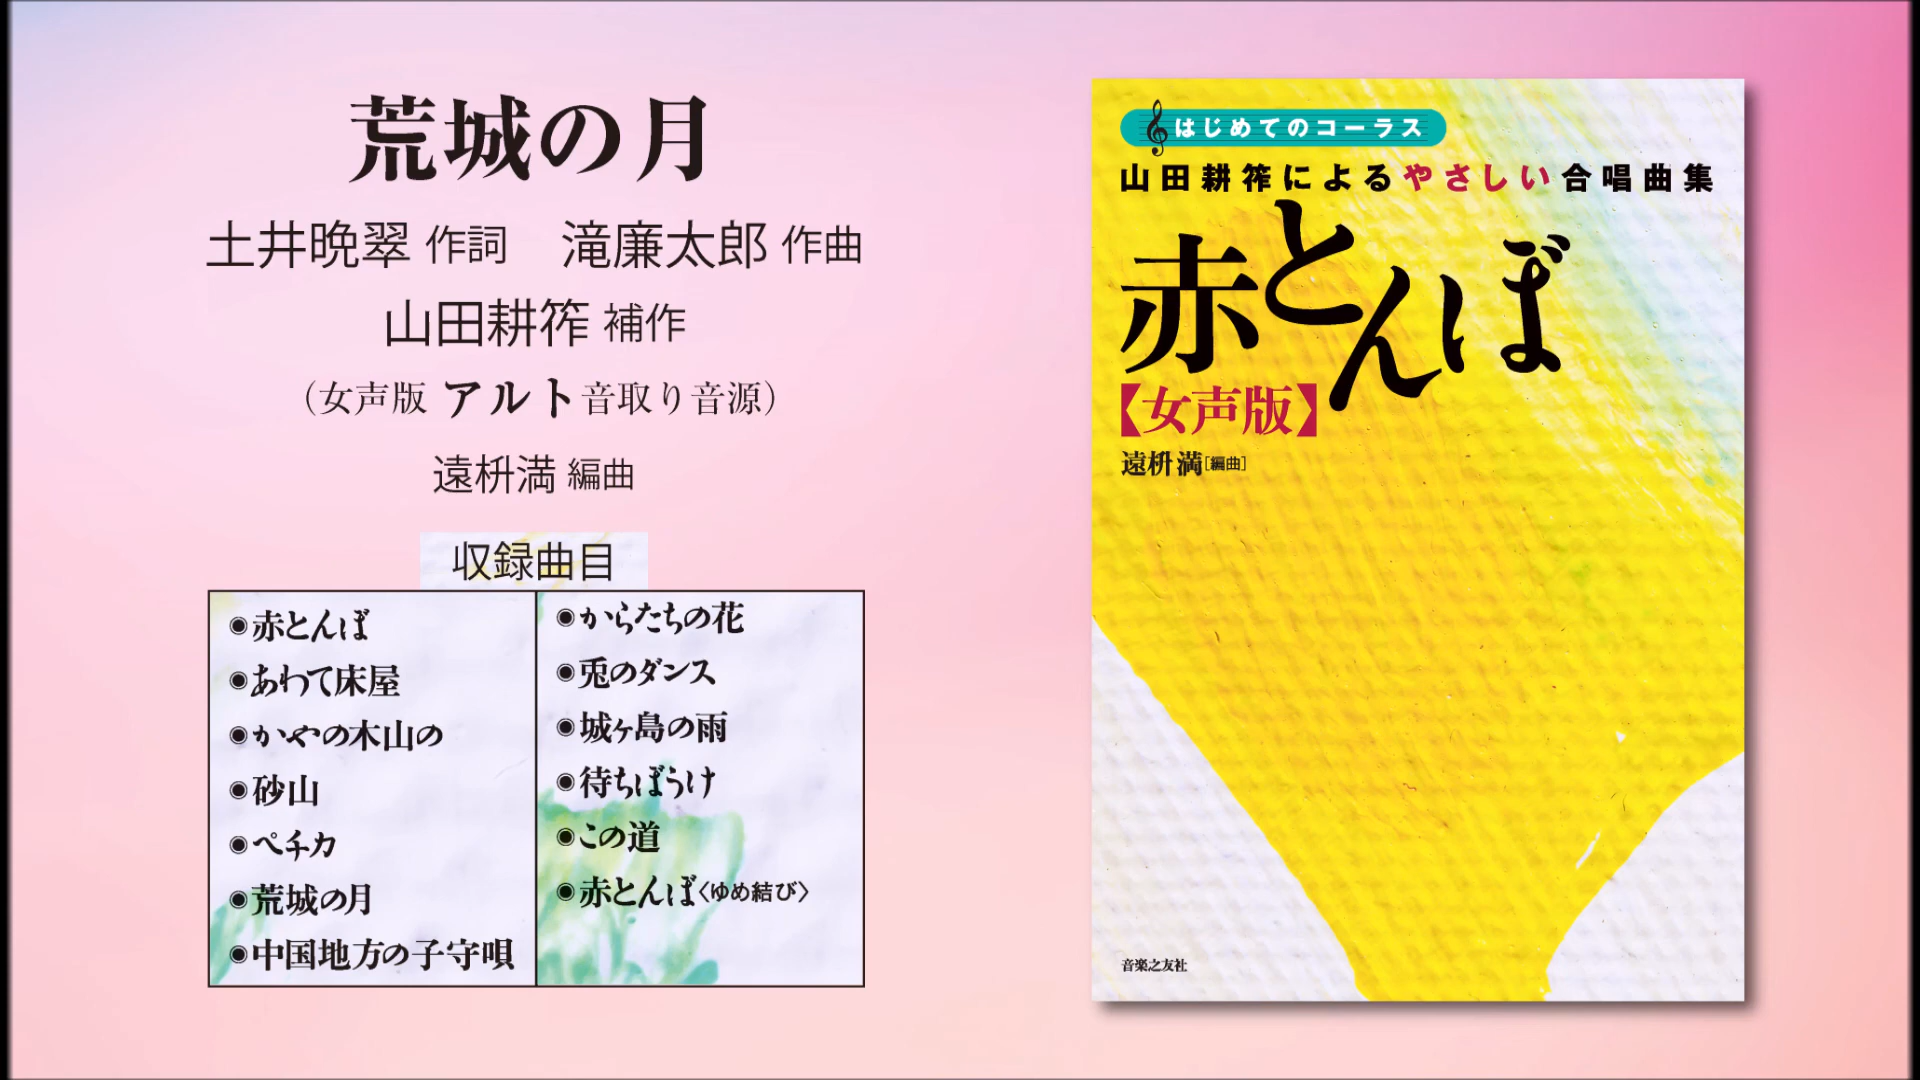 荒城の月
土井晩翠 作詞　滝廉太郎 作曲
山田耕筰 補作
（女声版 アルト音取り音源）
遠枡満 編曲
収録曲目
◉赤とんぼ
◉あわて床屋
◉かやの木山の
◉砂山
◉ペチカ
◉荒城の月
◉中国地方の子守唄
◉からたちの花
◉兎のダンス
◉城ヶ島の雨
◉待ちぼうけ
◉この道
◉赤とんぼ〈ゆめ結び〉
はじめてのコーラス
山田耕筰によるやさしい合唱曲集
赤とんぼ
【女声版】
遠枡 満［編曲］
音楽之友社